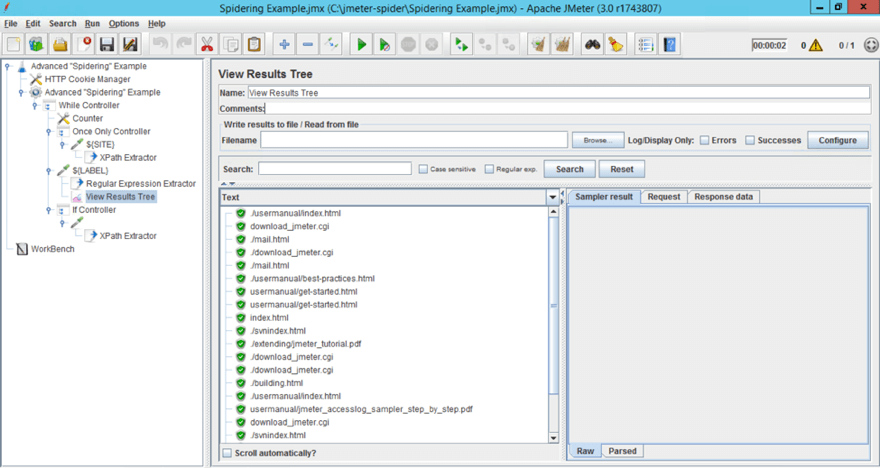 Spidering Example.jmx (C:\jmeter-spider\Spidering Example.jmx) - Apache JMeter (3.0 r1743807)
File Edit Search Run Options Help
00:00:02 0 0 / 1
Advanced "Spidering" Example
HTTP Cookie Manager
Advanced "Spidering" Example
While Controller
Counter
Once Only Controller
${SITE}
XPath Extractor
${LABEL}
Regular Expression Extractor
View Results Tree
If Controller
XPath Extractor
WorkBench
View Results Tree
Name: View Results Tree
Comments:
Write results to file / Read from file
Filename Browse... Log/Display Only: Errors Successes Configure
Search: Case sensitive Regular exp. Search Reset
Text
./usermanual/index.html
download_jmeter.cgi
./mail.html
./download_jmeter.cgi
./mail.html
./usermanual/best-practices.html
usermanual/get-started.html
usermanual/get-started.html
index.html
./svnindex.html
./extending/jmeter_tutorial.pdf
./download_jmeter.cgi
./download_jmeter.cgi
./building.html
./usermanual/index.html
usermanual/jmeter_accesslog_sampler_step_by_step.pdf
download_jmeter.cgi
./svnindex.html
Scroll automatically?
Sampler result Request Response data
Raw Parsed